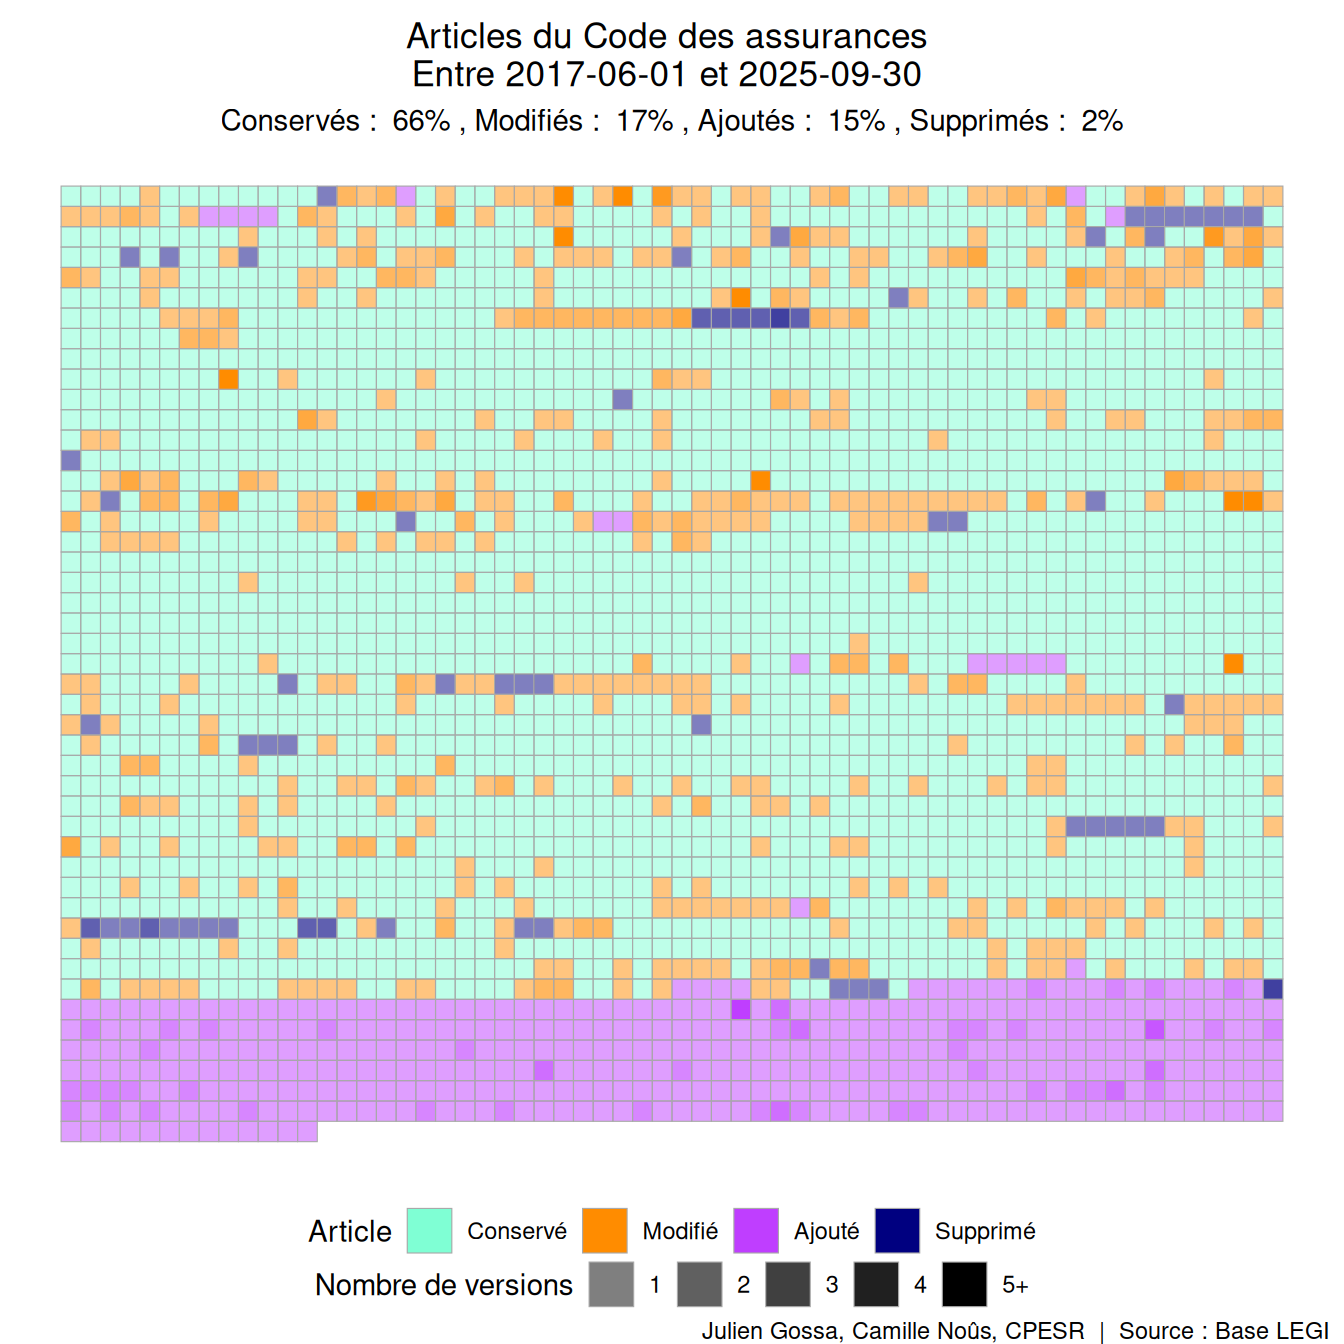 Articles du Code des assurances
Entre 2017-06-01 et 2025-09-30
Conservés :  66% , Modifiés :  17% , Ajoutés :  15% , Supprimés :  2%
Article Conservé Modifié Ajouté Supprimé
Nombre de versions 1 2 3 4 5+
Julien Gossa, Camille Noûs, CPESR | Source : Base LEGI